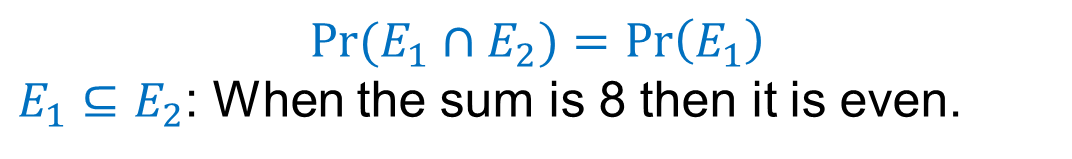 Pr(𝐸₁ ∩ 𝐸₂) = Pr(𝐸₁)
𝐸₁ ⊆ 𝐸₂: When the sum is 8 then it is even.